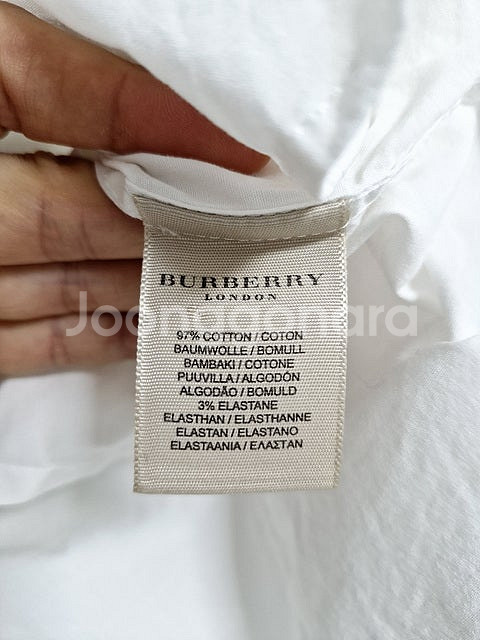 BURBERRY
LONDON
Joongonara
97% COTTON / COTON
BAUMWOLLE / BOMULL
BAMBAKI / COTONE
PUUVILLA / ALGODÓN
ALGODÃO / BOMULD
3% ELASTANE
ELASTHAN / ELASTHANNE
ELASTAN / ELASTANO
ELASTAANIA / ΕΛΑΣΤΑΝ